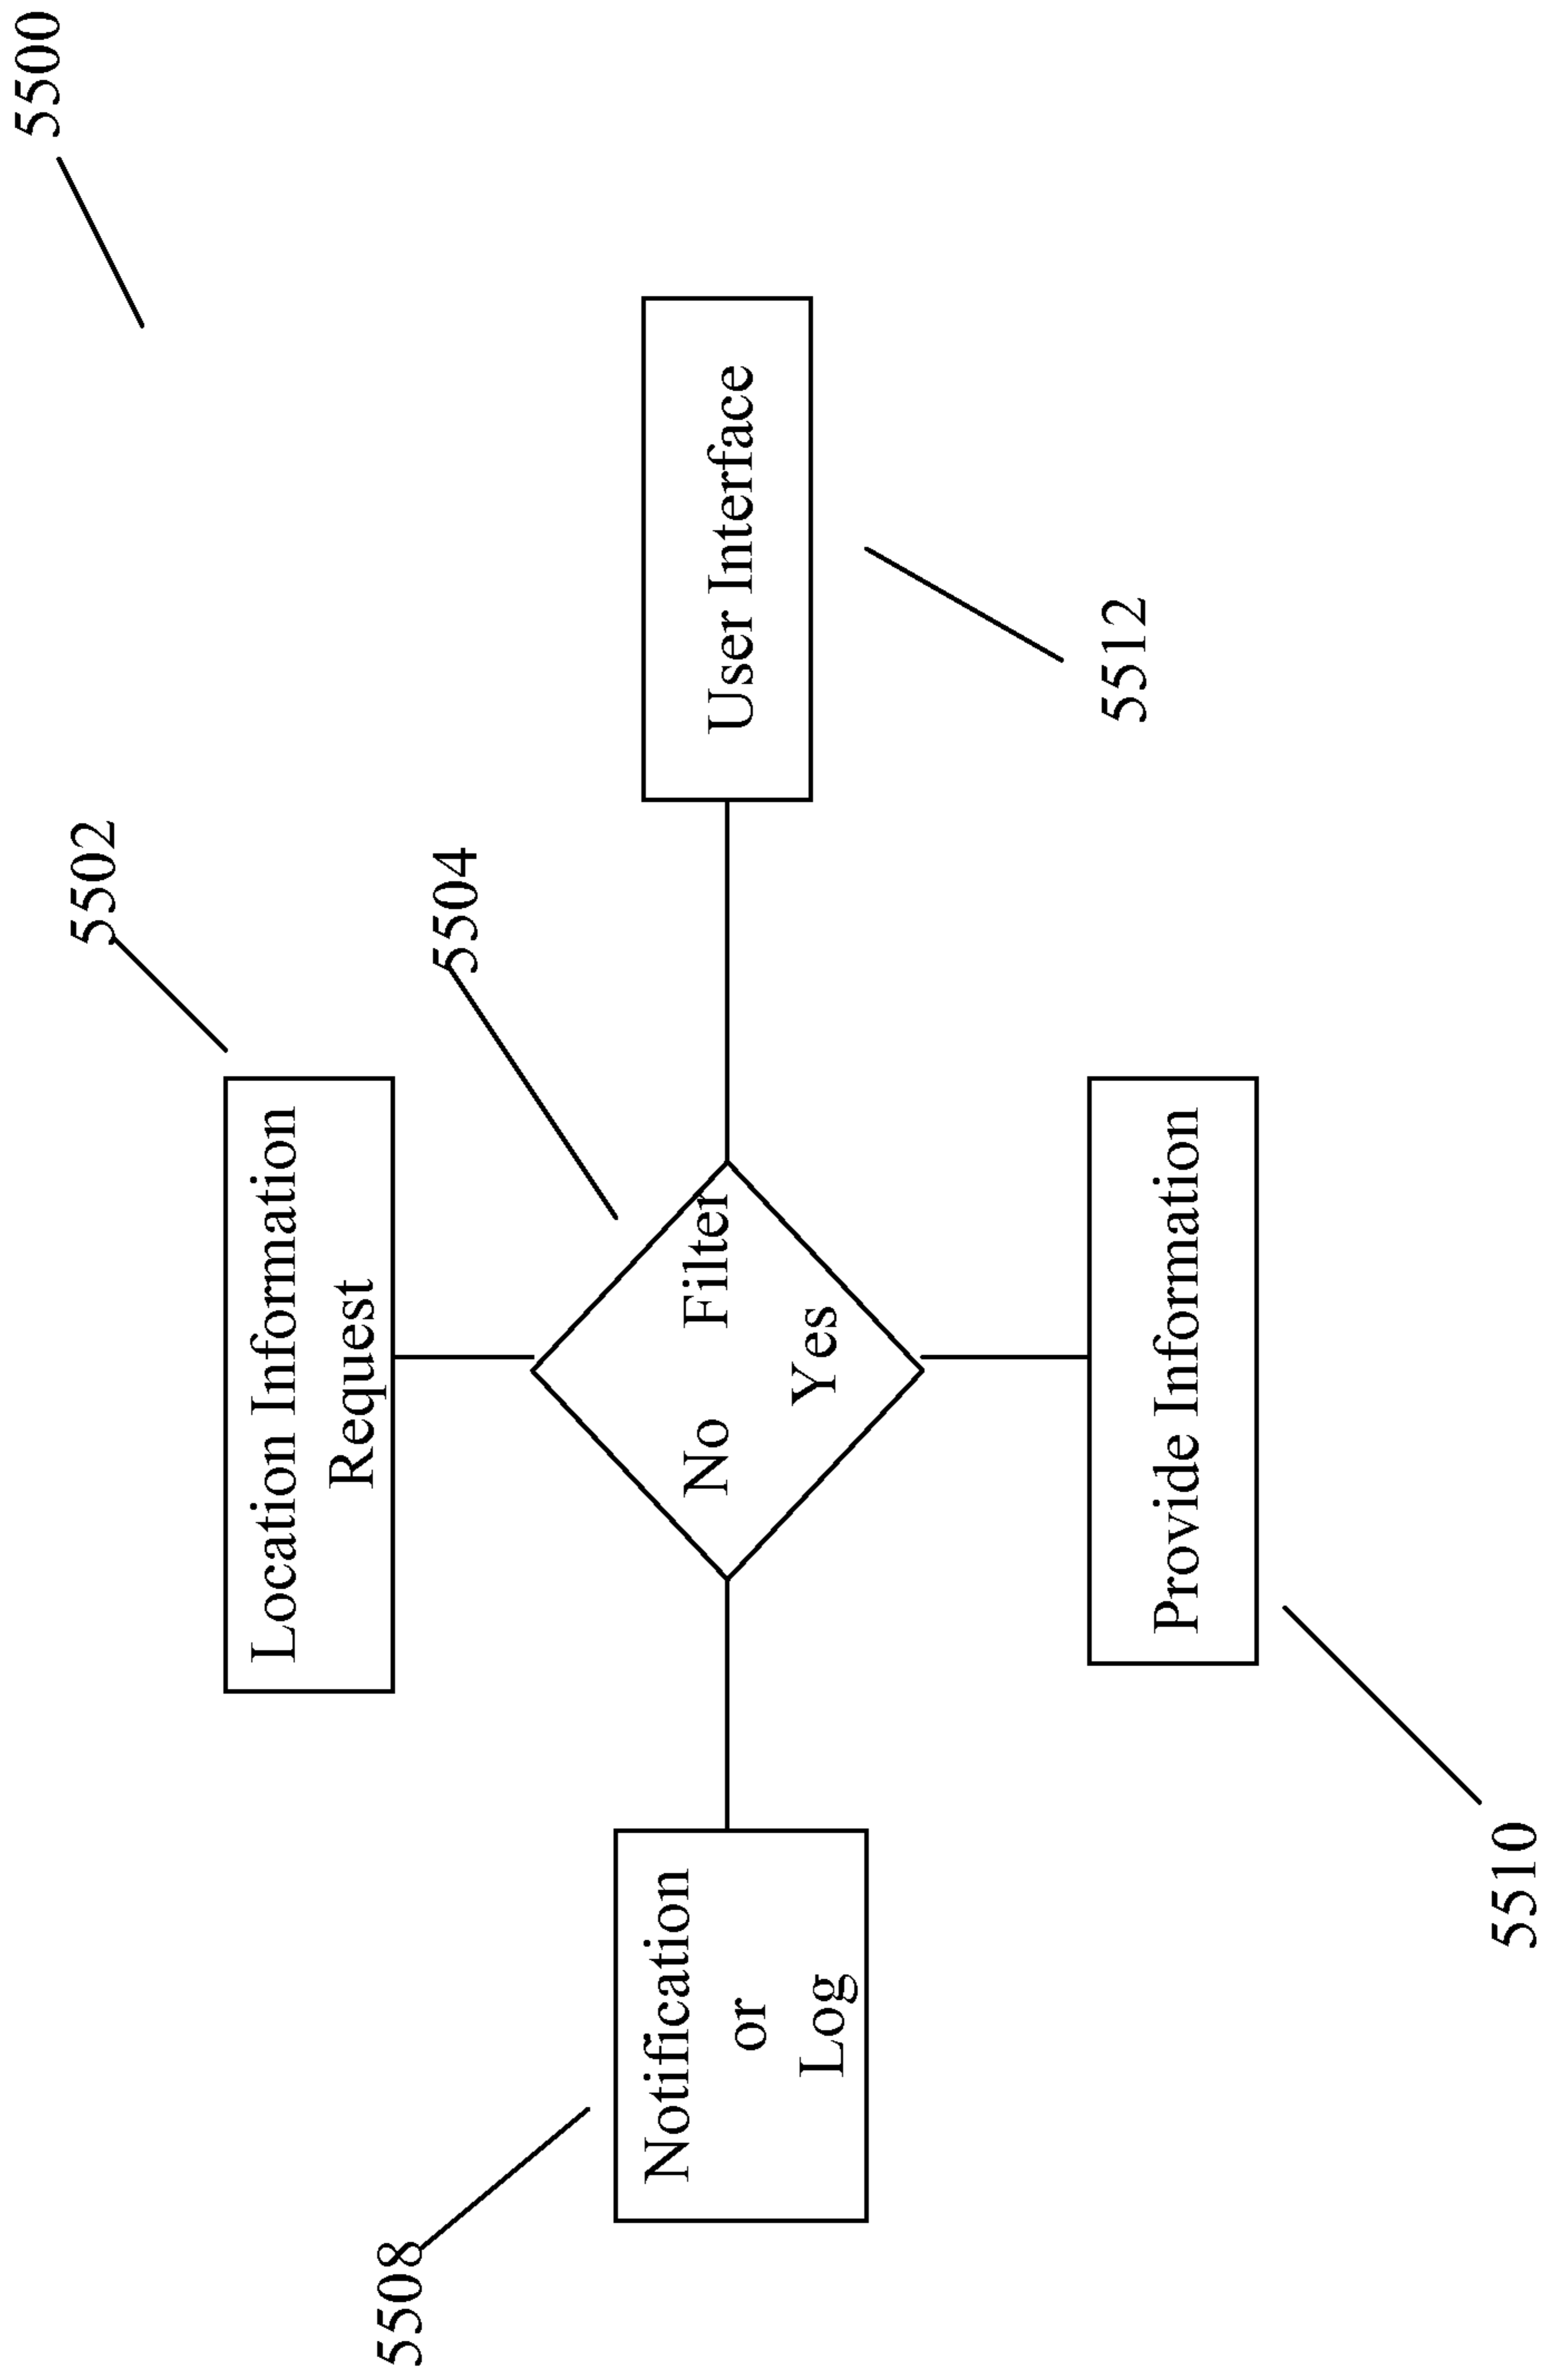 5500
5502
Location Information
Request
5504
Filter
No
Yes
User Interface
5512
Notification
or
Log
5508
Provide Information
5510